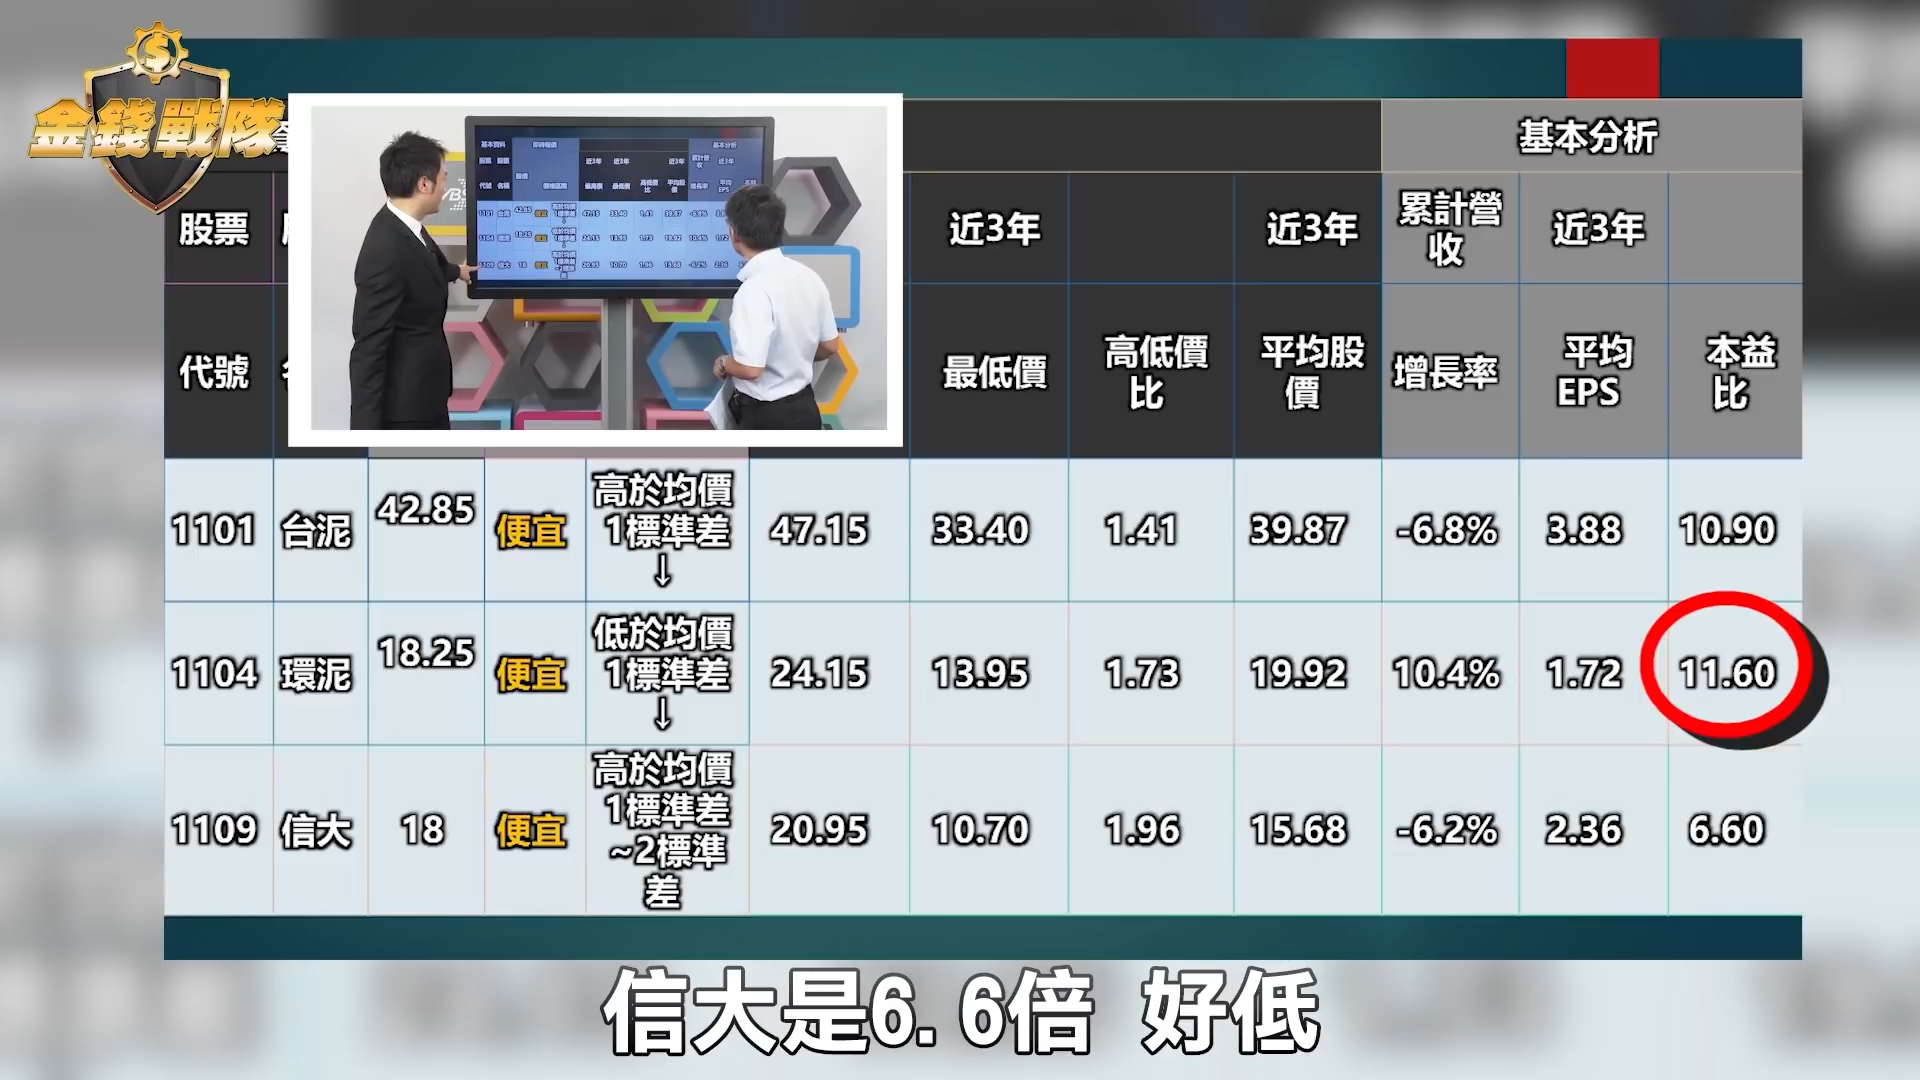 金錢戰隊
基本分析
股票
近3年
近3年
累計營
收
近3年
代號
最低價
高低價
比
平均股
價
增長率
平均
EPS
本益
比
1101 台泥 42.85 便宜 高於均價
1標準差
↓
47.15 33.40 1.41 39.87 -6.8% 3.88 10.90
1104 環泥 18.25 便宜 低於均價
1標準差
↓
24.15 13.95 1.73 19.92 10.4% 1.72 11.60
1109 信大 18 便宜 高於均價
1標準差
~2標準
差
20.95 10.70 1.96 15.68 -6.2% 2.36 6.60
信大是6.6倍 好低